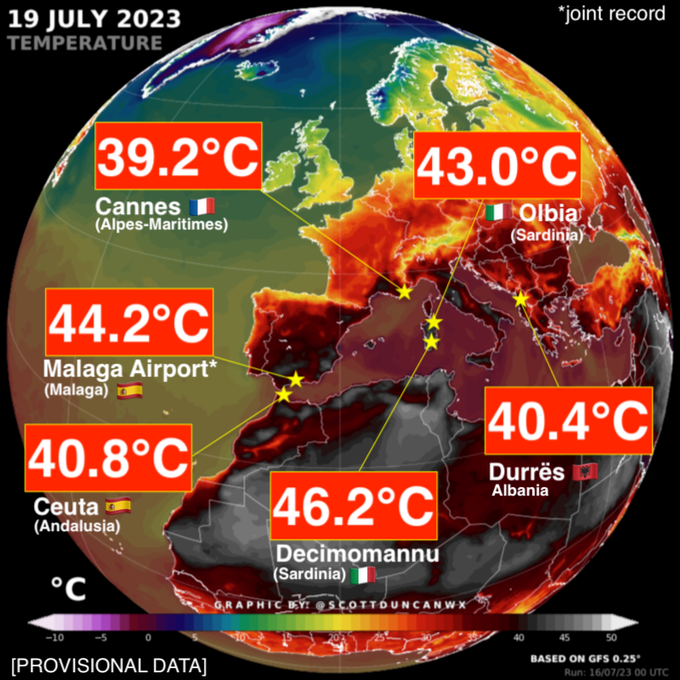 19 JULY 2023
TEMPERATURE
*joint record
39.2°C
Cannes
(Alpes-Maritimes)
43.0°C
Olbia
(Sardinia)
44.2°C
Malaga Airport*
(Malaga)
40.8°C
Ceuta
(Andalusia)
40.4°C
Durrës
Albania
46.2°C
Decimomannu
(Sardinia)
°C
GRAPHIC BY: @SCOTTDUNCANWX
−10 −5 0 5 10 15 20 25 30 35 40 45 50
[PROVISIONAL DATA]
BASED ON GFS 0.25°
Run: 16/07/23 00 UTC